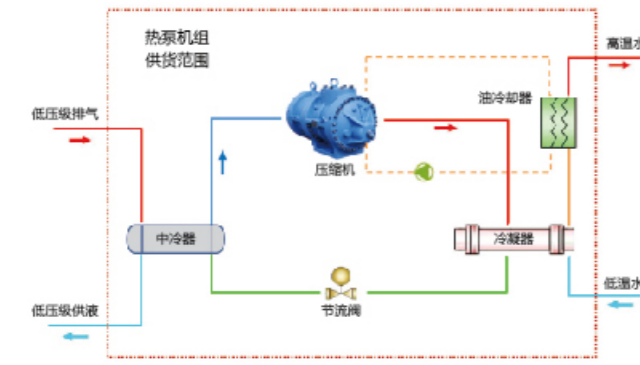 热泵机组
供货范围
高温水
低压级排气
油冷却器
压缩机
中冷器
冷凝器
低温水
低压级供液
节流阀